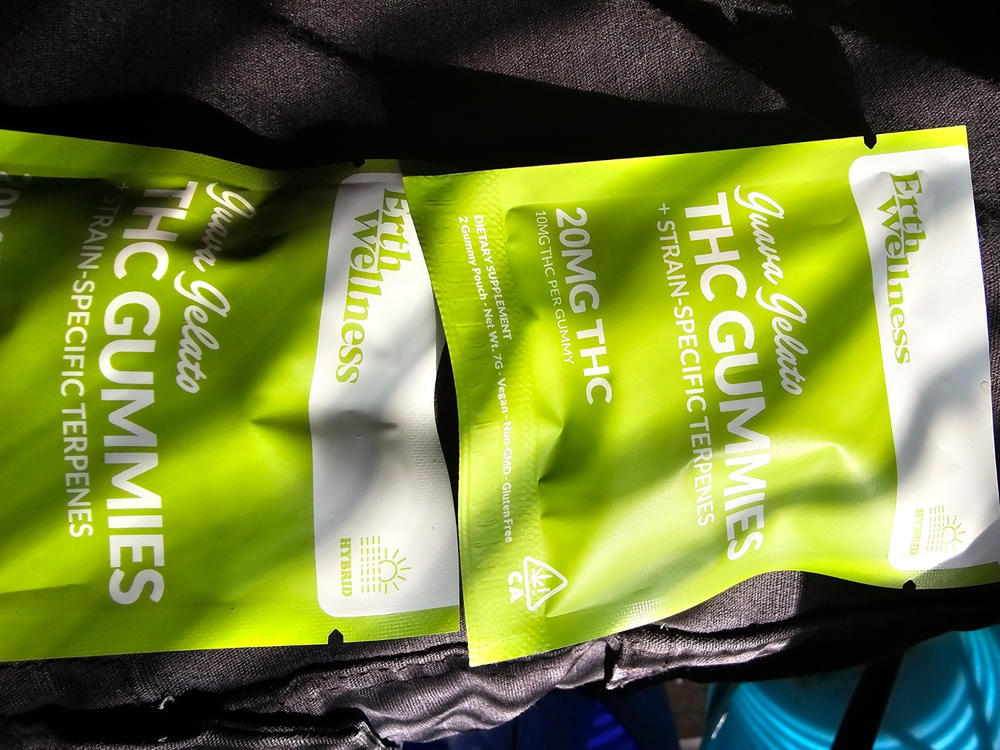 Erth
Wellness
HYBRID
Guava Gelato
THC GUMMIES
+ STRAIN-SPECIFIC TERPENES
Erth
Wellness
HYBRID
Guava Gelato
THC GUMMIES
+ STRAIN-SPECIFIC TERPENES
20MG THC
10MG THC PER GUMMY
DIETARY SUPPLEMENT
2 Gummy Pouch - Net Wt. 7G - Vegan - Non-GMO - Gluten Free
CA